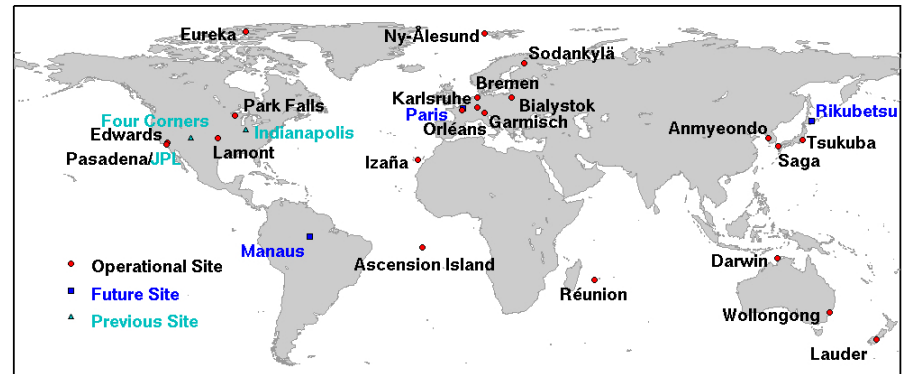 Eureka
Ny-Ålesund
Sodankylä
Bremen
Karlsruhe
Bialystok
Park Falls
Four Corners
Paris
Rikubetsu
Indianapolis
Garmisch
Edwards
Orléans
Anmyeondo
Lamont
Tsukuba
Pasadena/JPL
Izaña
Saga
Manaus
Ascension Island
Darwin
Operational Site
Réunion
Future Site
Wollongong
Previous Site
Lauder